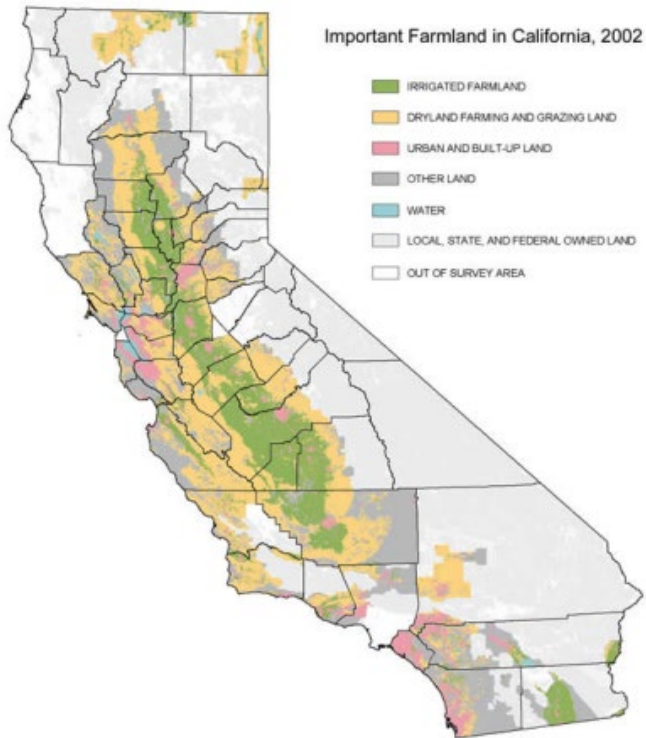 Important Farmland in California, 2002
IRRIGATED FARMLAND
DRYLAND FARMING AND GRAZING LAND
URBAN AND BUILT-UP LAND
OTHER LAND
WATER
LOCAL, STATE, AND FEDERAL OWNED LAND
OUT OF SURVEY AREA